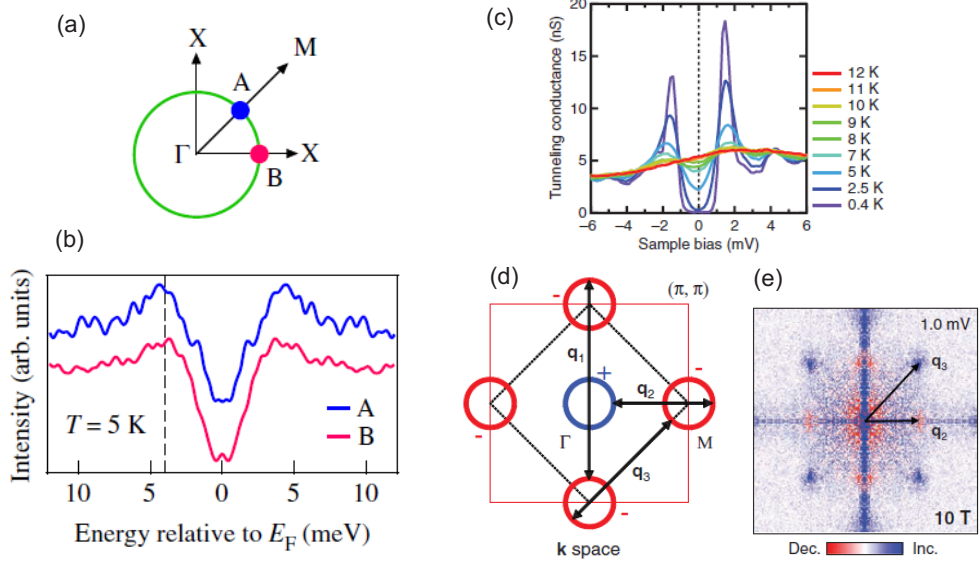 (a)
X
M
A
Γ
X
B
(b)
Intensity (arb. units)
T = 5 K
A
B
10 5 0 5 10
Energy relative to EF (meV)
(c)
Tunneling conductance (nS)
20
15
10
5
0
−6 −4 −2 0 2 4 6
Sample bias (mV)
12 K
11 K
10 K
9 K
8 K
7 K
5 K
2.5 K
0.4 K
(d)
-
(π, π)
q1
+
-
q2
Γ
M
-
q3
-
k space
(e)
1.0 mV
q3
q2
10 T
Dec.
Inc.